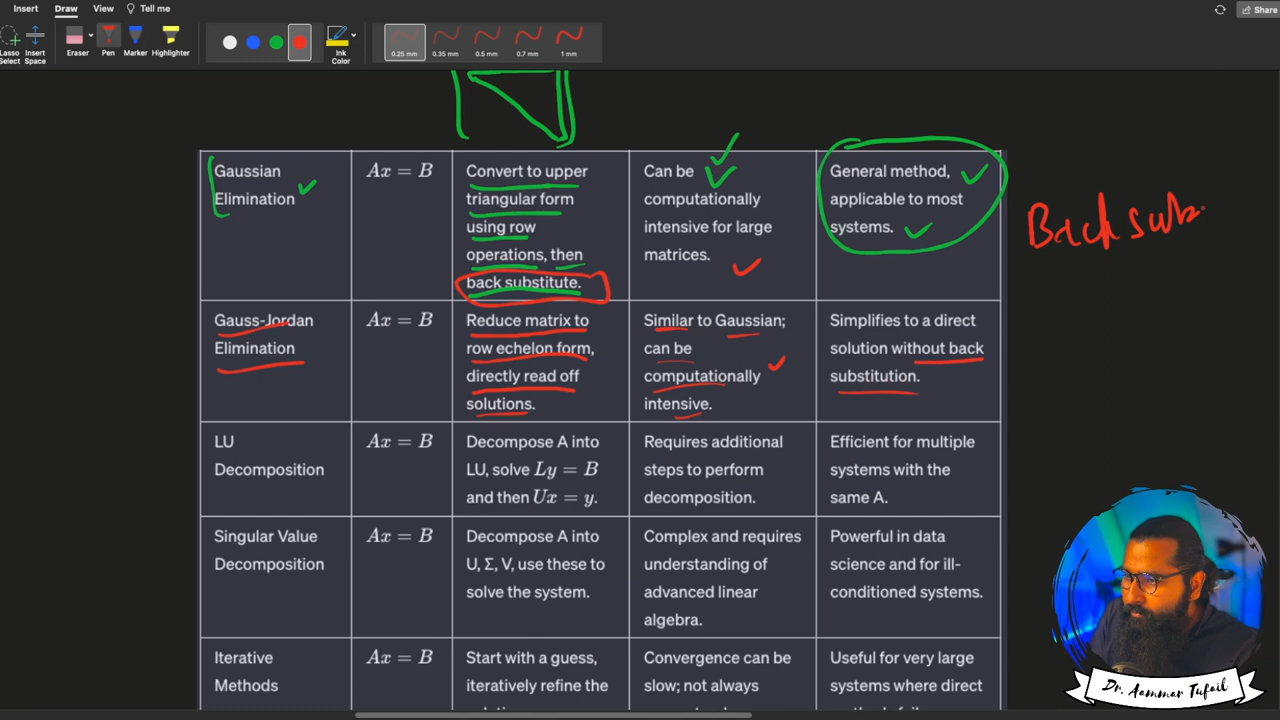 Insert Draw View Tell me Share
Lasso Select
Insert Space
Eraser
Pen
Marker
Highlighter
Ink Color
0.25 mm 0.35 mm 0.5 mm 0.7 mm 1 mm
Gaussian
Elimination
Ax = B
Convert to upper
triangular form
using row
operations, then
back substitute.
Can be
computationally
intensive for large
matrices.
General method,
applicable to most
systems.
Back sub
Gauss-Jordan
Elimination
Ax = B
Reduce matrix to
row echelon form,
directly read off
solutions.
Similar to Gaussian;
can be
computationally
intensive.
Simplifies to a direct
solution without back
substitution.
LU
Decomposition
Ax = B
Decompose A into
LU, solve Ly = B
and then Ux = y.
Requires additional
steps to perform
decomposition.
Efficient for multiple
systems with the
same A.
Singular Value
Decomposition
Ax = B
Decompose A into
U, Σ, V, use these to
solve the system.
Complex and requires
understanding of
advanced linear
algebra.
Powerful in data
science and for ill-
conditioned systems.
Iterative
Methods
Ax = B
Start with a guess,
iteratively refine the
Convergence can be
slow; not always
Useful for very large
systems where direct
Dr. Aammar Tufail